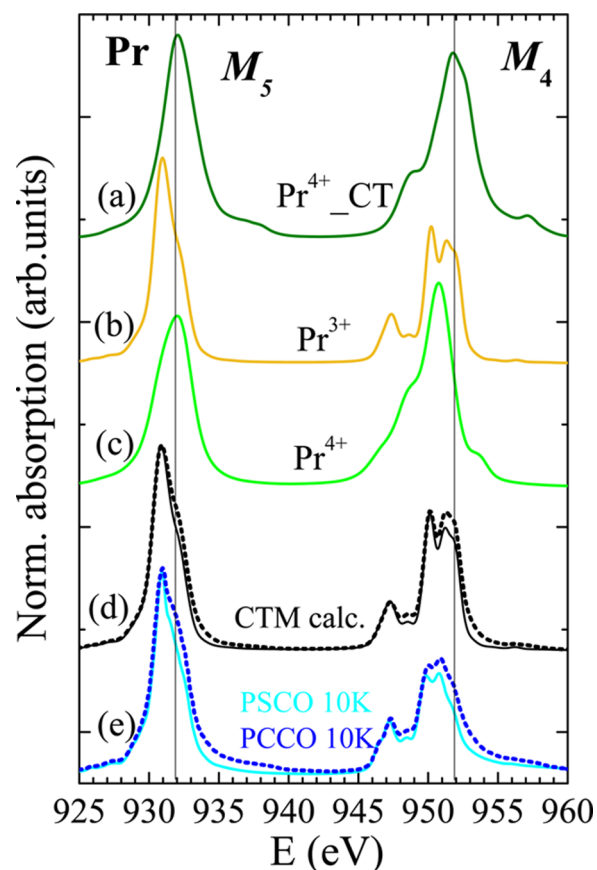 Pr M₅ M₄
(a) Pr⁴⁺_CT
(b) Pr³⁺
(c) Pr⁴⁺
(d) CTM calc.
(e) PSCO 10K
PCCO 10K
Norm. absorption (arb.units)
925 930 935 940 945 950 955 960
E (eV)